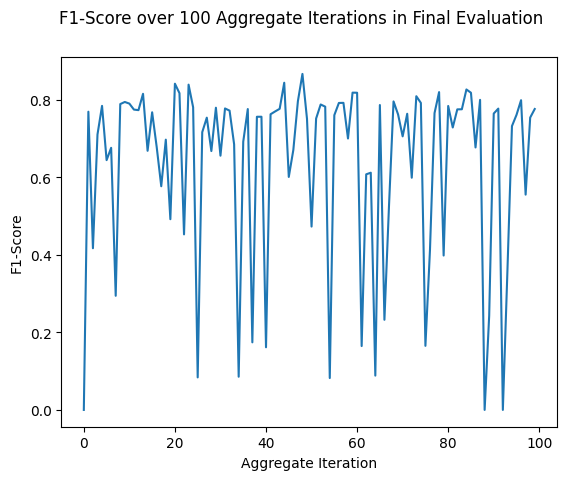 F1-Score over 100 Aggregate Iterations in Final Evaluation
0.8
0.6
0.4
0.2
0.0
F1-Score
0 20 40 60 80 100
Aggregate Iteration